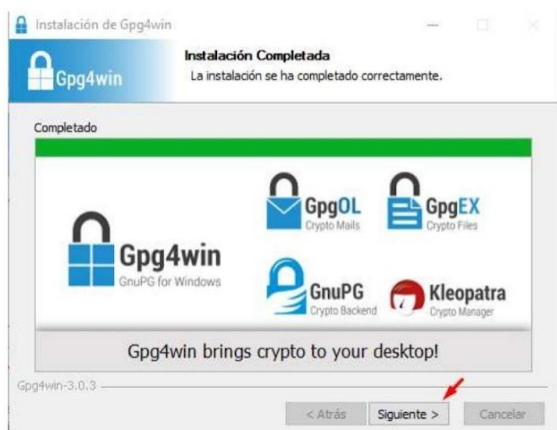 Instalación de Gpg4win
Instalación Completada
Gpg4win
La instalación se ha completado correctamente.
Completado
GpgOL
Crypto Mails
GpgEX
Crypto Files
Gpg4win
GnuPG for Windows
GnuPG
Crypto Backend
Kleopatra
Crypto Manager
Gpg4win brings crypto to your desktop!
Gpg4win-3.0.3
< Atrás
Siguiente >
Cancelar